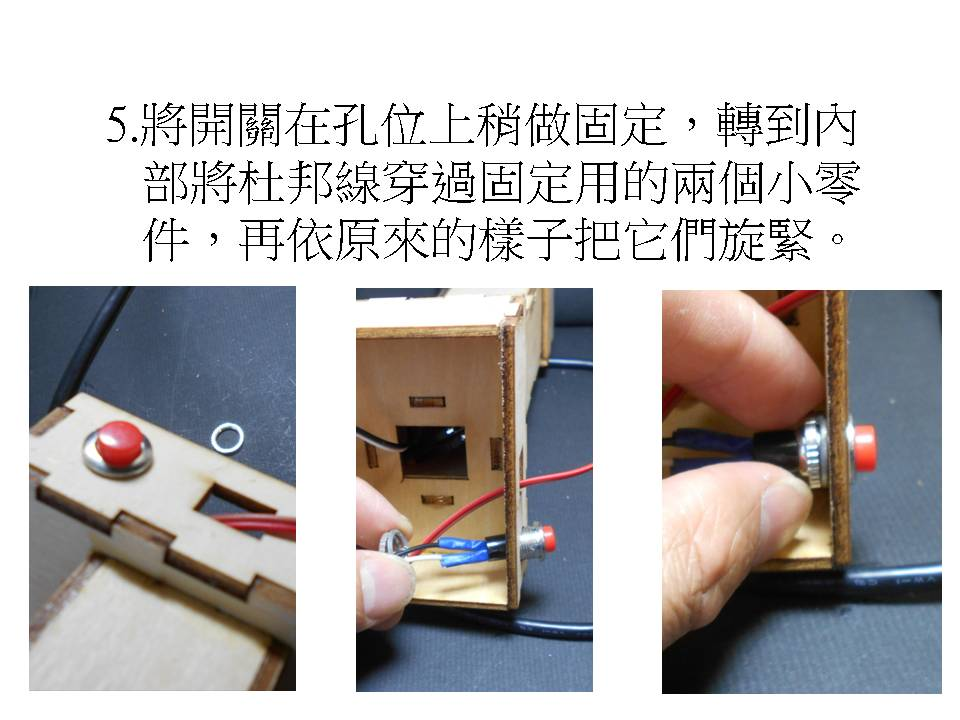 5.將開關在孔位上稍做固定，轉到內
部將杜邦線穿過固定用的兩個小零
件，再依原來的樣子把它們旋緊。